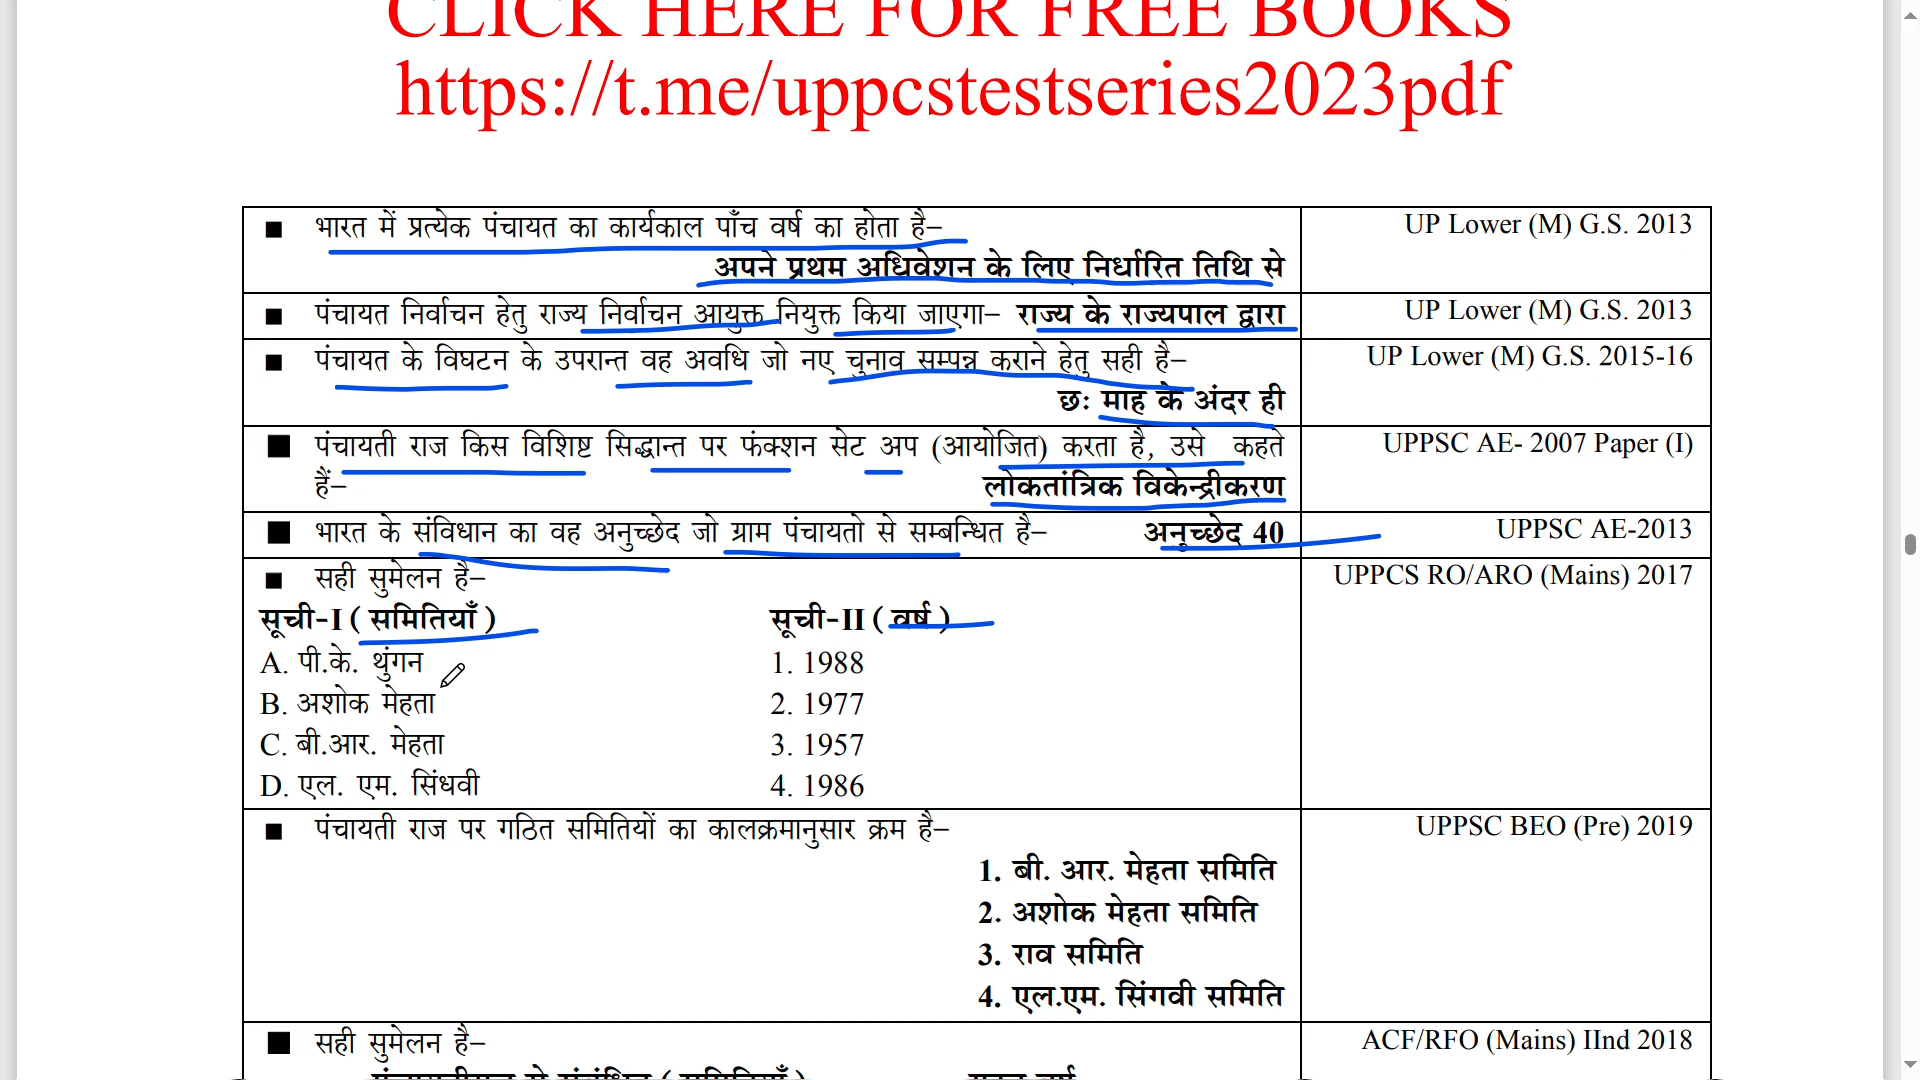 CLICK HERE FOR FREE BOOKS
https://t.me/uppcstestseries2023pdf
■ भारत में प्रत्येक पंचायत का कार्यकाल पाँच वर्ष का होता है– UP Lower (M) G.S. 2013
अपने प्रथम अधिवेशन के लिए निर्धारित तिथि से
■ पंचायत निर्वाचन हेतु राज्य निर्वाचन आयुक्त नियुक्त किया जाएगा– राज्य के राज्यपाल द्वारा UP Lower (M) G.S. 2013
■ पंचायत के विघटन के उपरान्त वह अवधि जो नए चुनाव सम्पन्न कराने हेतु सही है– UP Lower (M) G.S. 2015-16
छः माह के अंदर ही
■ पंचायती राज किस विशिष्ट सिद्धान्त पर फंक्शन सेट अप (आयोजित) करता है, उसे कहते UPPSC AE- 2007 Paper (I)
हैं– लोकतांत्रिक विकेन्द्रीकरण
■ भारत के संविधान का वह अनुच्छेद जो ग्राम पंचायतो से सम्बन्धित है– अनुच्छेद 40 UPPSC AE-2013
■ सही सुमेलन है– UPPCS RO/ARO (Mains) 2017
सूची-I ( समितियाँ ) सूची-II ( वर्ष )
A. पी.के. थुंगन 1. 1988
B. अशोक मेहता 2. 1977
C. बी.आर. मेहता 3. 1957
D. एल. एम. सिंधवी 4. 1986
■ पंचायती राज पर गठित समितियों का कालक्रमानुसार क्रम है– UPPSC BEO (Pre) 2019
1. बी. आर. मेहता समिति
2. अशोक मेहता समिति
3. राव समिति
4. एल.एम. सिंगवी समिति
■ सही सुमेलन है– ACF/RFO (Mains) IInd 2018